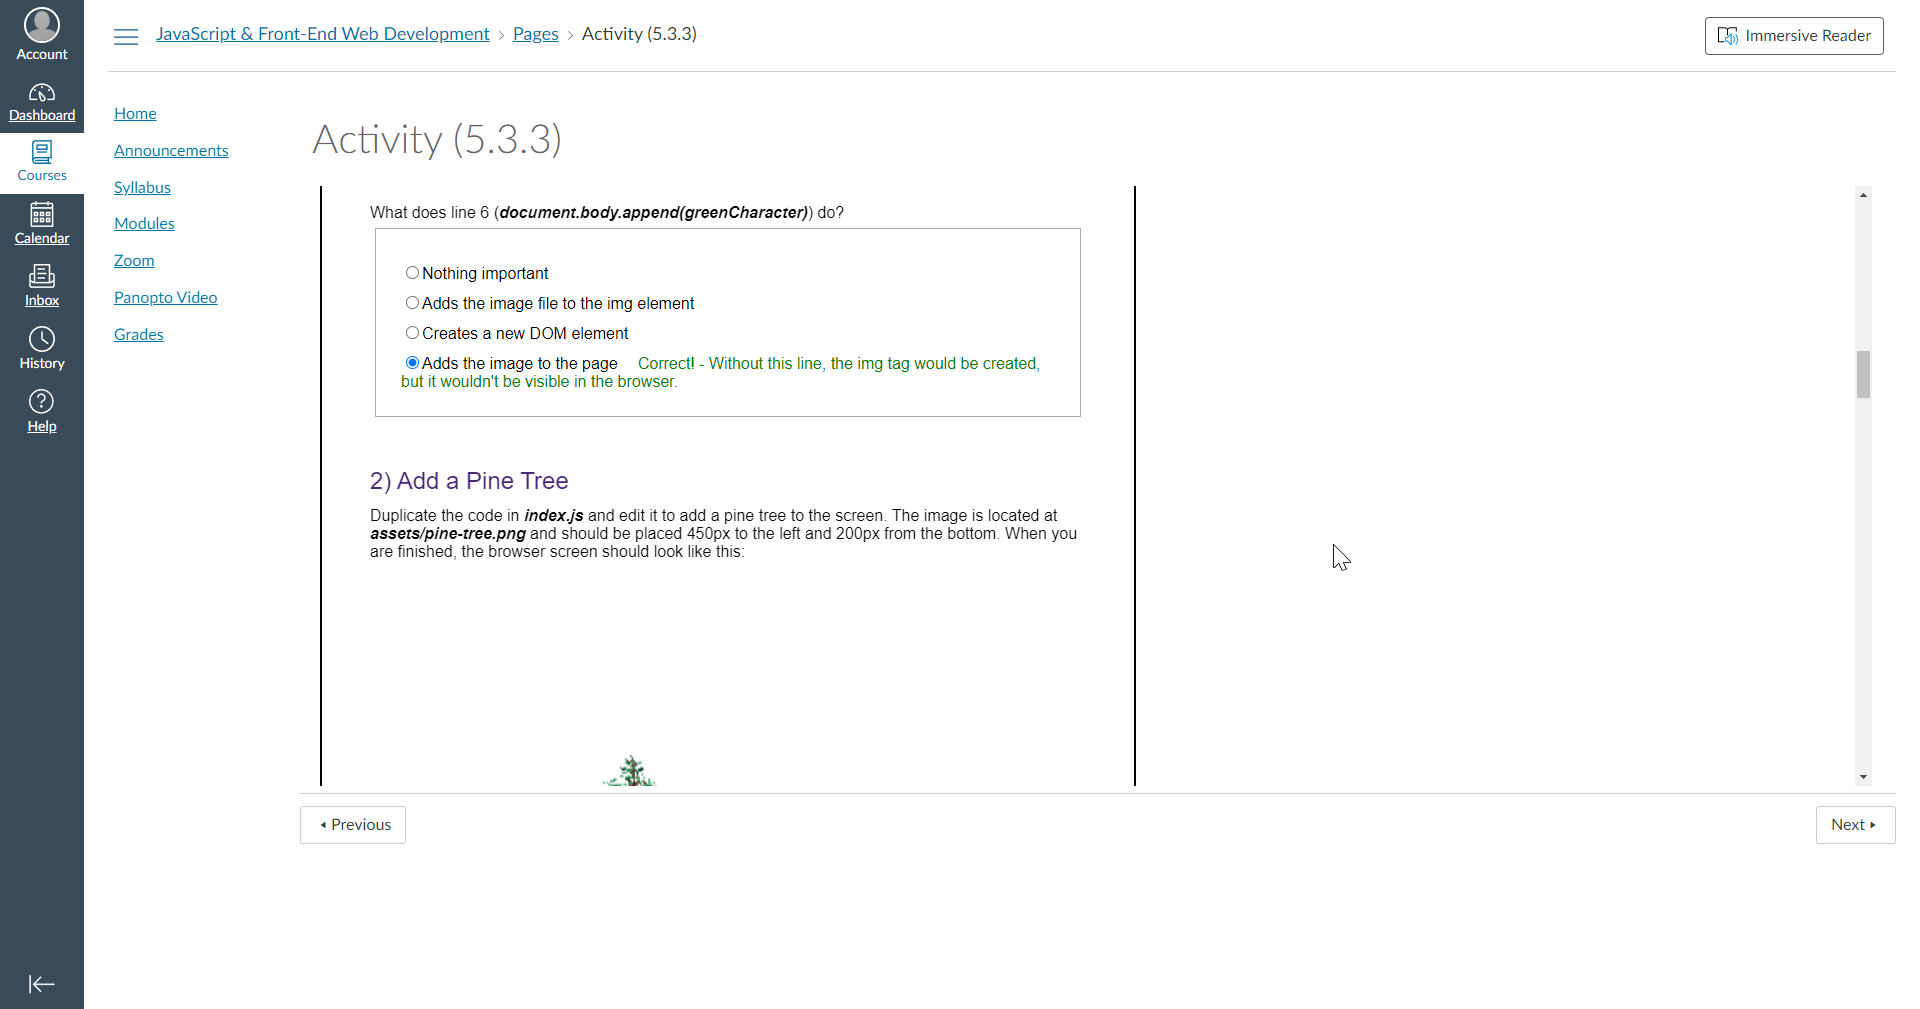 Account
Dashboard
Courses
Calendar
Inbox
History
Help
JavaScript & Front-End Web Development › Pages › Activity (5.3.3)
Immersive Reader
Home
Announcements
Syllabus
Modules
Zoom
Panopto Video
Grades
Activity (5.3.3)
What does line 6 (document.body.append(greenCharacter)) do?
Nothing important
Adds the image file to the img element
Creates a new DOM element
Adds the image to the page Correct! - Without this line, the img tag would be created,
but it wouldn't be visible in the browser.
2) Add a Pine Tree
Duplicate the code in index.js and edit it to add a pine tree to the screen. The image is located at
assets/pine-tree.png and should be placed 450px to the left and 200px from the bottom. When you
are finished, the browser screen should look like this:
Previous
Next